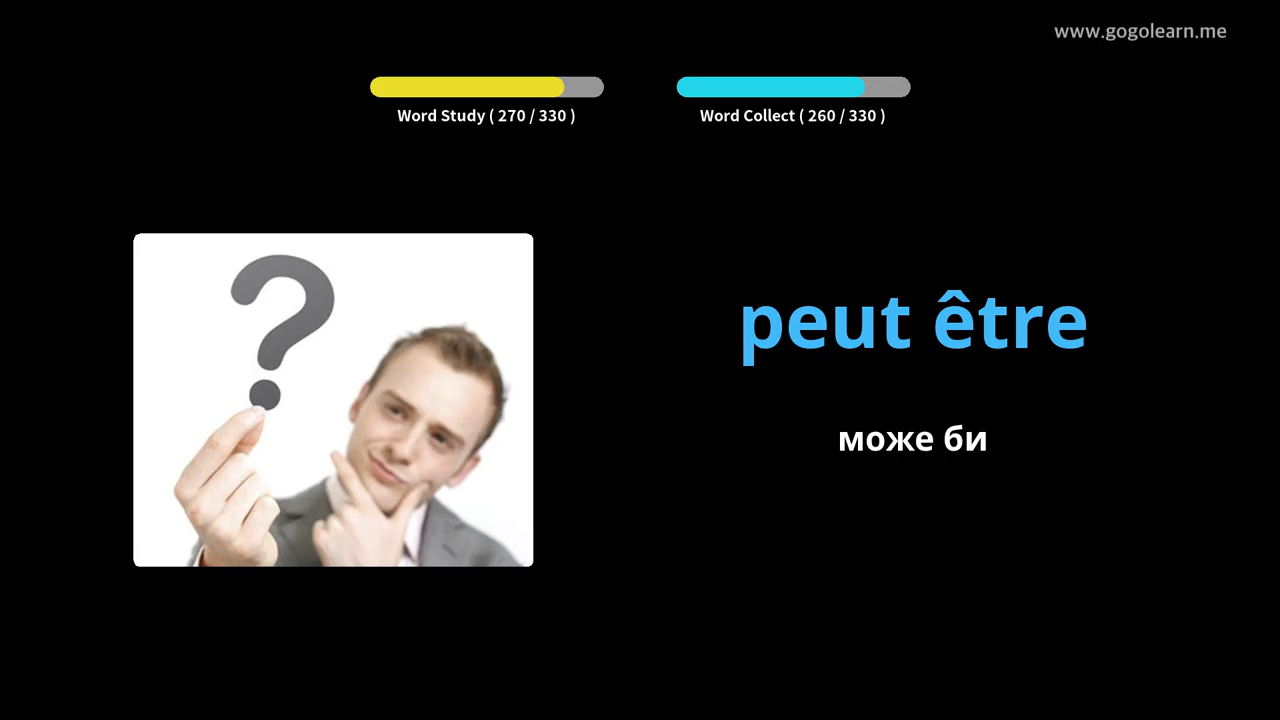 www.gogolearn.me
Word Study ( 270 / 330 )
Word Collect ( 260 / 330 )
?
peut être
може би